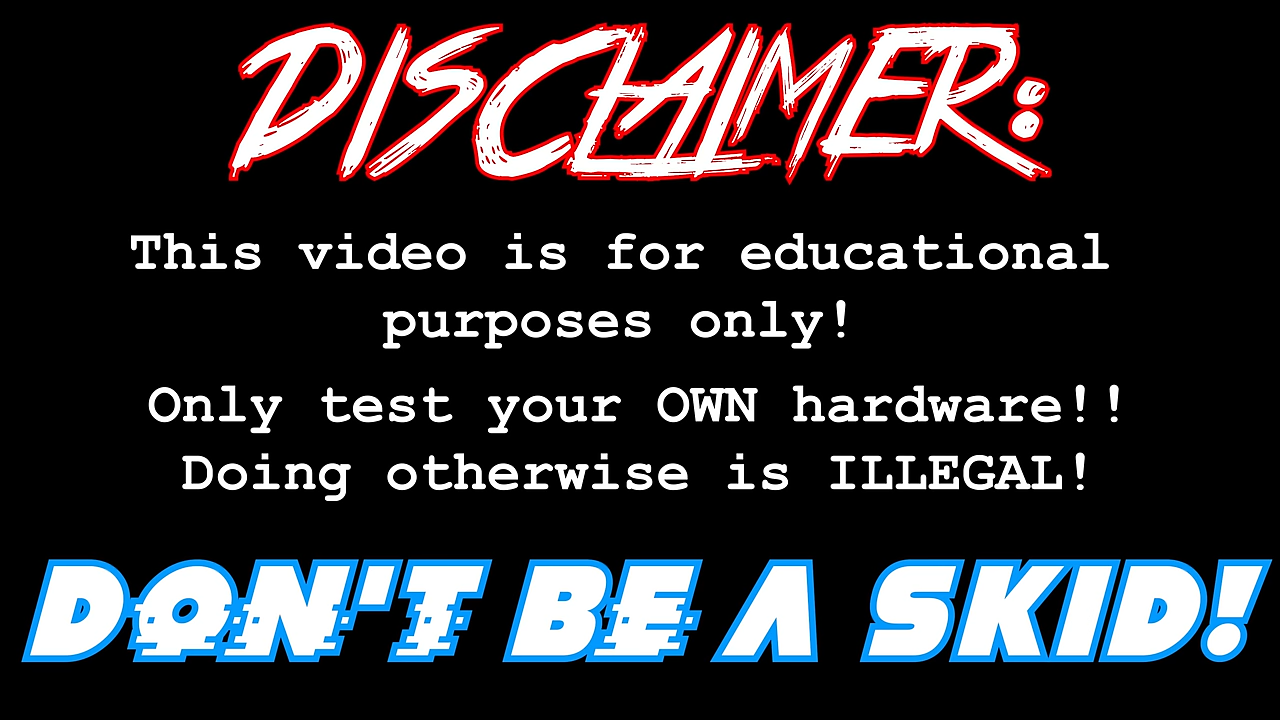 DISCLAIMER:
This video is for educational
purposes only!
Only test your OWN hardware!!
Doing otherwise is ILLEGAL!
DON'T BE A SKID!